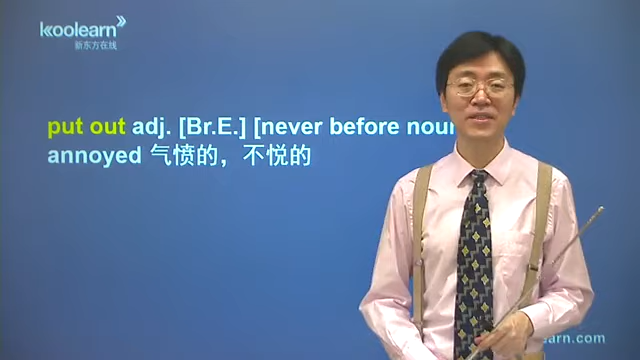 koolearn
新东方在线
put out adj. [Br.E.] [never before noun
annoyed 气愤的，不悦的
earn.com